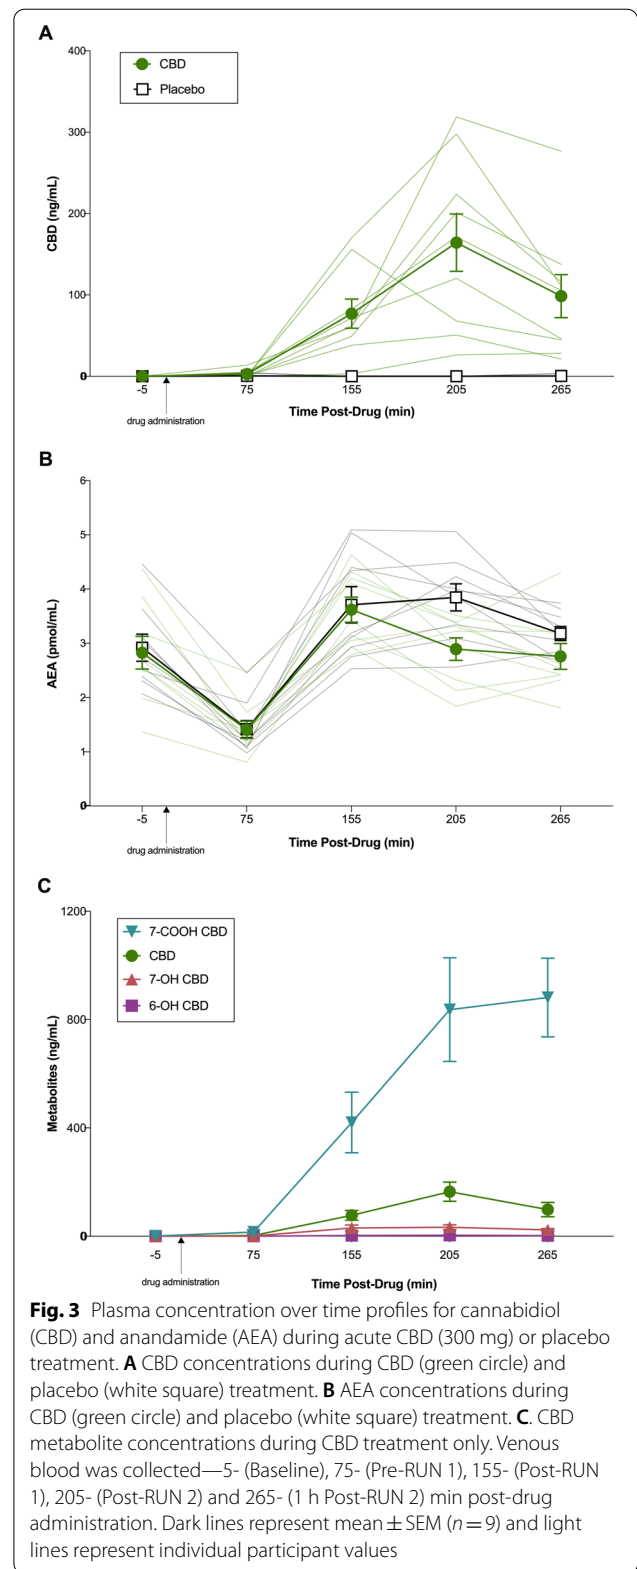 A
400
300
200
100
0
CBD (ng/mL)
CBD
Placebo
-5 75 155 205 265
drug administration
Time Post-Drug (min)
B
6
5
4
3
2
1
0
AEA (pmol/mL)
-5 75 155 205 265
drug administration
Time Post-Drug (min)
C
1200
800
400
0
Metabolites (ng/mL)
7-COOH CBD
CBD
7-OH CBD
6-OH CBD
-5 75 155 205 265
drug administration
Time Post-Drug (min)
Fig. 3 Plasma concentration over time profiles for cannabidiol
(CBD) and anandamide (AEA) during acute CBD (300 mg) or placebo
treatment. A CBD concentrations during CBD (green circle) and
placebo (white square) treatment. B AEA concentrations during
CBD (green circle) and placebo (white square) treatment. C. CBD
metabolite concentrations during CBD treatment only. Venous
blood was collected—5- (Baseline), 75- (Pre-RUN 1), 155- (Post-RUN
1), 205- (Post-RUN 2) and 265- (1 h Post-RUN 2) min post-drug
administration. Dark lines represent mean ± SEM (n = 9) and light
lines represent individual participant values